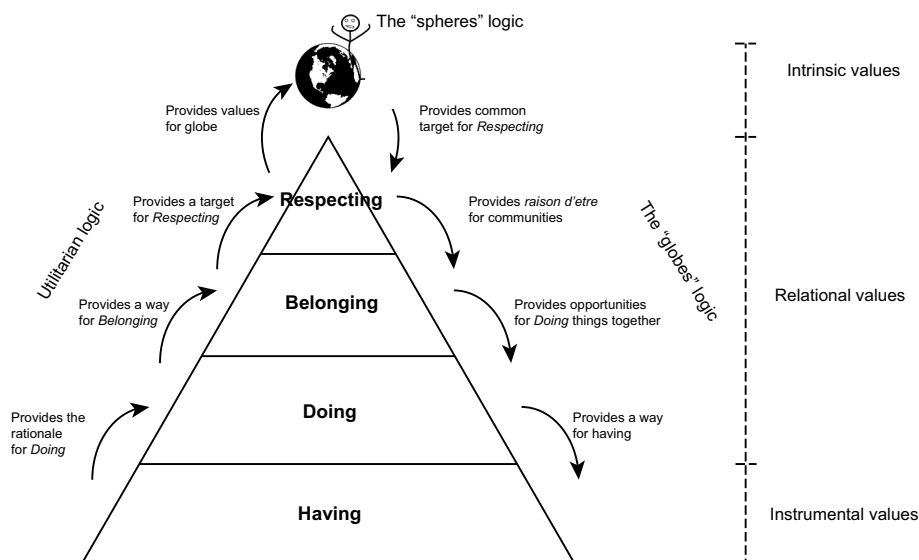 The “spheres” logic
Intrinsic values
Provides values
for globe
Provides common
target for Respecting
Respecting
Provides a target
for Respecting
Provides raison d’etre
for communities
Utilitarian logic
The “globes” logic
Belonging
Relational values
Provides a way
for Belonging
Provides opportunities
for Doing things together
Doing
Provides the
rationale
for Doing
Provides a way
for having
Having
Instrumental values